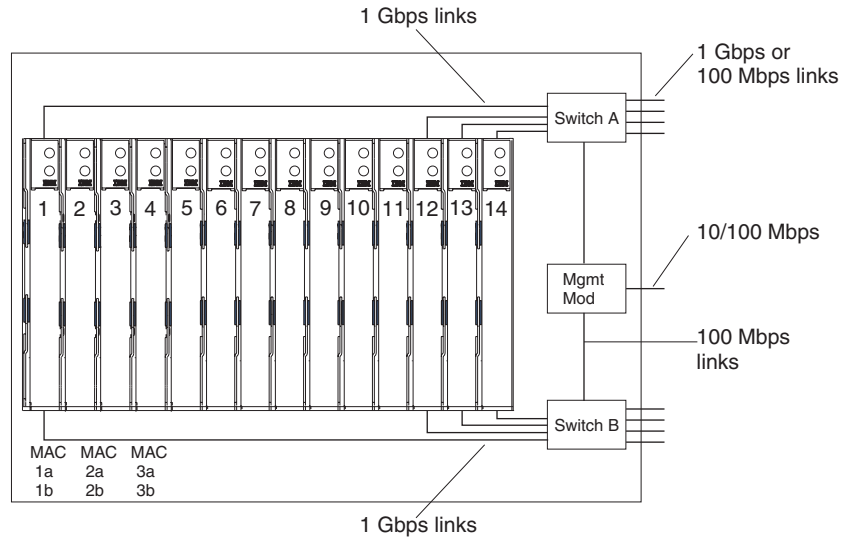 1 Gbps links
1 Gbps or
100 Mbps links
Switch A
1 2 3 4 5 6 7 8 9 10 11 12 13 14
10/100 Mbps
Mgmt
Mod
100 Mbps
links
Switch B
MAC MAC MAC
1a 2a 3a
1b 2b 3b
1 Gbps links